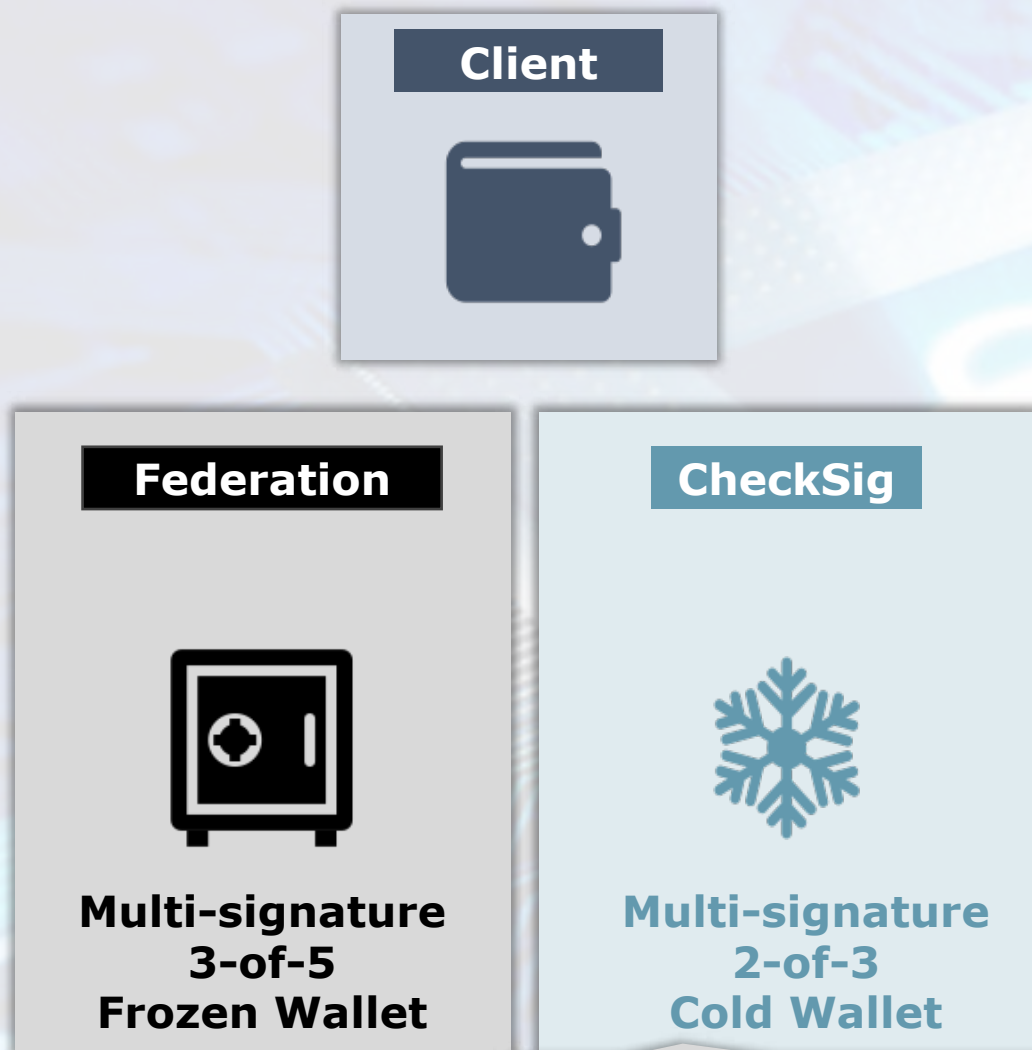 Client
Federation
Multi-signature
3-of-5
Frozen Wallet
CheckSig
Multi-signature
2-of-3
Cold Wallet